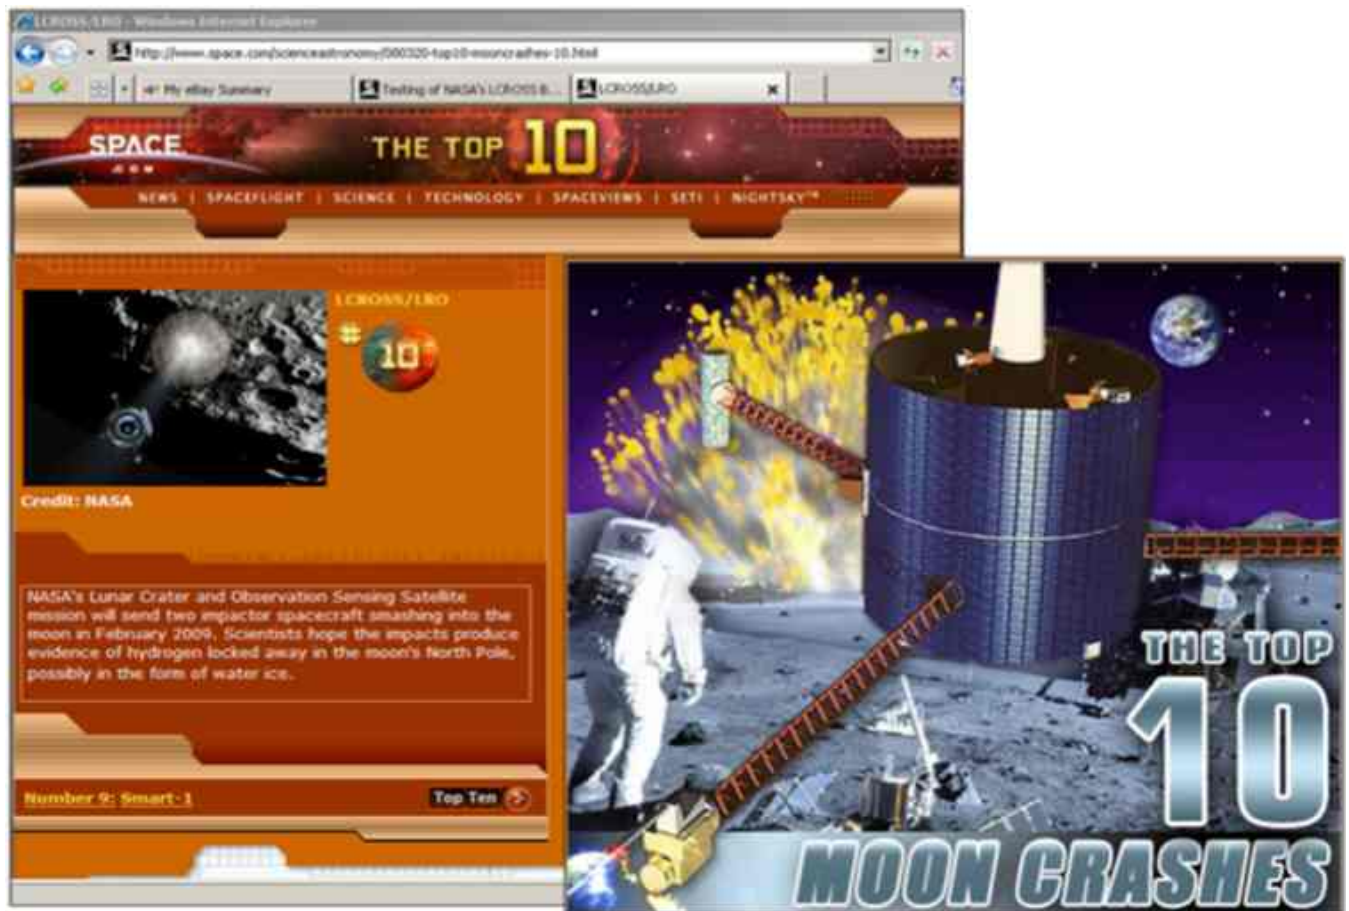 LCROSS/LRO - Windows Internet Explorer
http://www.space.com/scienceastronomy/080320-top10-mooncrashes-10.html
My eBay Summary
Testing of NASA's LCROSS B...
LCROSS/LRO
SPACE
.COM
THE TOP 10
NEWS | SPACEFLIGHT | SCIENCE | TECHNOLOGY | SPACEVIEWS | SETI | NIGHTSKY™
LCROSS/LRO
# 10
Credit: NASA
NASA's Lunar Crater and Observation Sensing Satellite
mission will send two impactor spacecraft smashing into the
moon in February 2009. Scientists hope the impacts produce
evidence of hydrogen locked away in the moon's North Pole,
possibly in the form of water ice.
Number 9: Smart-1
Top Ten
THE TOP
10
MOON CRASHES